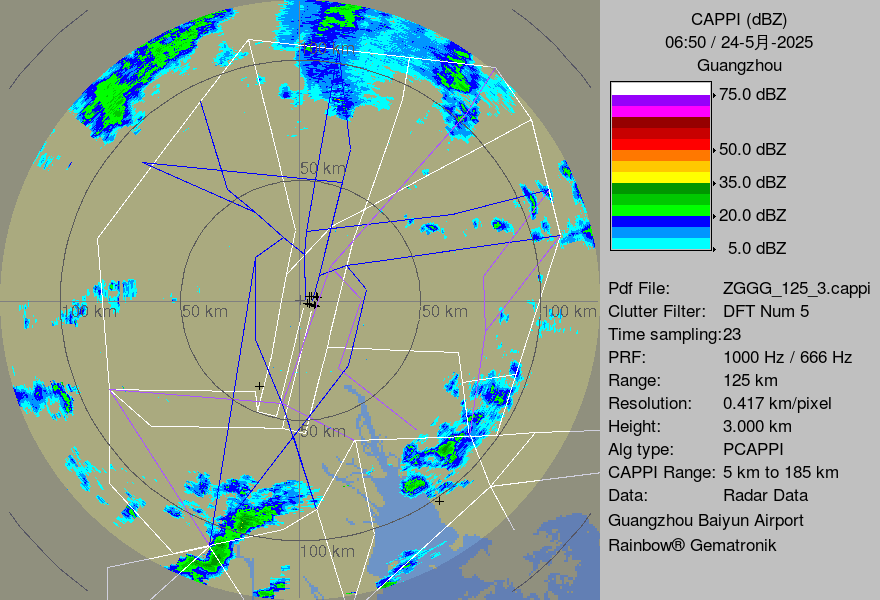 CAPPI (dBZ)
06:50 / 24-5月-2025
Guangzhou
75.0 dBZ
50.0 dBZ
35.0 dBZ
20.0 dBZ
5.0 dBZ
Pdf File: ZGGG_125_3.cappi
Clutter Filter: DFT Num 5
Time sampling:23
PRF: 1000 Hz / 666 Hz
Range: 125 km
Resolution: 0.417 km/pixel
Height: 3.000 km
Alg type: PCAPPI
CAPPI Range: 5 km to 185 km
Data: Radar Data
Guangzhou Baiyun Airport
Rainbow® Gematronik
100 km
50 km
100 km
50 km
50 km
100 km
50 km
100 km